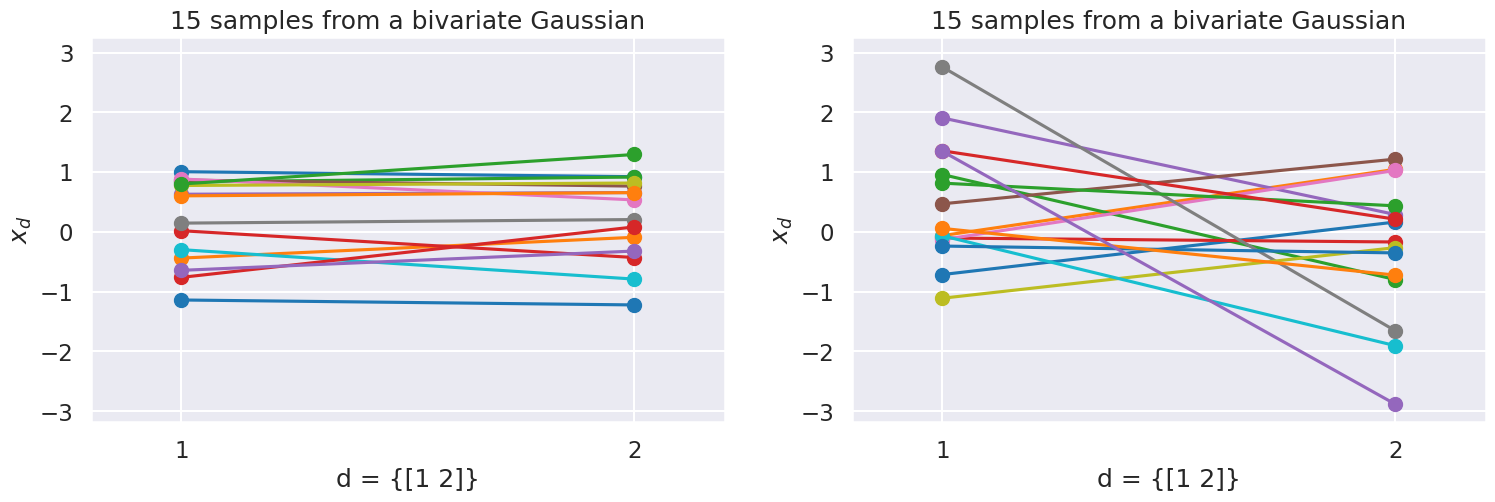 15 samples from a bivariate Gaussian
3
2
1
0
−1
−2
−3
x_d
1 2
d = {[1 2]}
15 samples from a bivariate Gaussian
3
2
1
0
−1
−2
−3
x_d
1 2
d = {[1 2]}